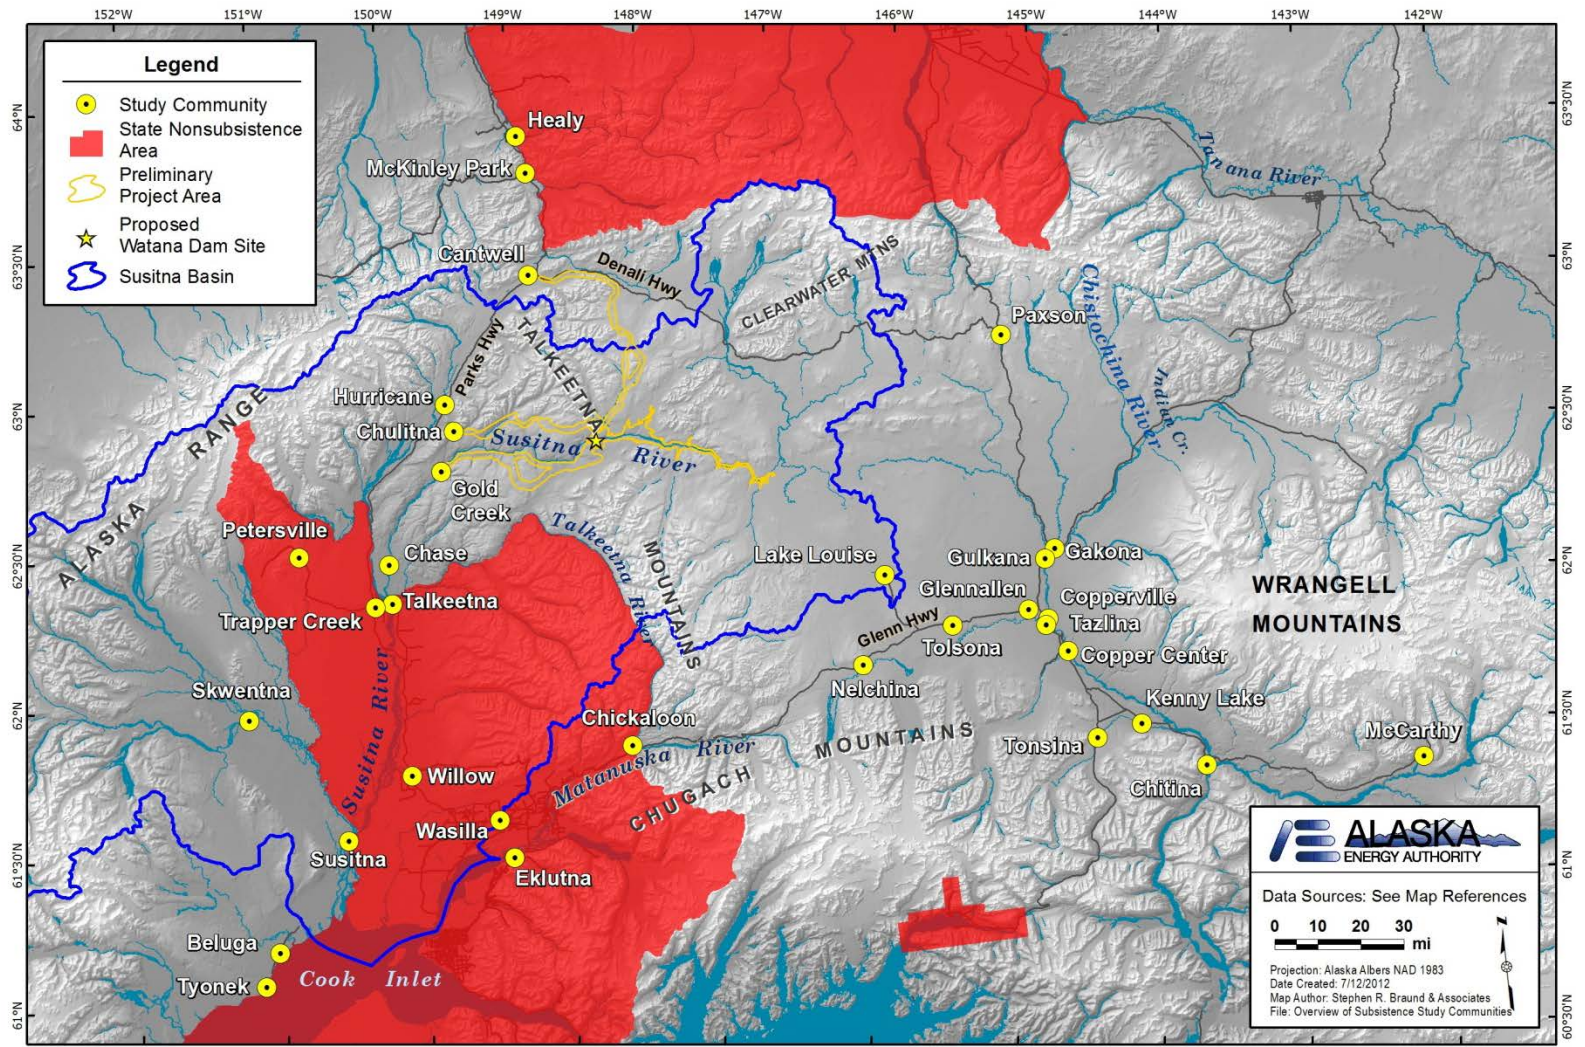 152°W 151°W 150°W 149°W 148°W 147°W 146°W 145°W 144°W 143°W 142°W
Legend
Study Community
State Nonsubsistence
Area
Preliminary
Project Area
Proposed
Watana Dam Site
Susitna Basin
64°N
63°30'N
63°N
62°30'N
62°N
61°30'N
61°N
63°30'N
63°N
62°30'N
62°N
61°30'N
61°N
60°30'N
Healy
McKinley Park
Tanana River
Cantwell
Denali Hwy
CLEARWATER MTNS
Chistochina River
Paxson
Parks Hwy
TALKEETNA
MOUNTAINS
Indian Cr.
Hurricane
Chulitna
Susitna River
ALASKA RANGE
Gold
Creek
Talkeetna River
Petersville
Chase
Lake Louise
Gulkana
Gakona
Glennallen
WRANGELL
MOUNTAINS
Trapper Creek
Talkeetna
Glenn Hwy
Copperville
Tazlina
Tolsona
Copper Center
Nelchina
Skwentna
Susitna River
Chickaloon
Kenny Lake
Matanuska River
CHUGACH MOUNTAINS
Tonsina
McCarthy
Chitina
Willow
Wasilla
Susitna
Eklutna
Beluga
Tyonek
Cook Inlet
ALASKA
ENERGY AUTHORITY
Data Sources: See Map References
0 10 20 30
mi
N
Projection: Alaska Albers NAD 1983
Date Created: 7/12/2012
Map Author: Stephen R. Braund & Associates
File: Overview of Subsistence Study Communities